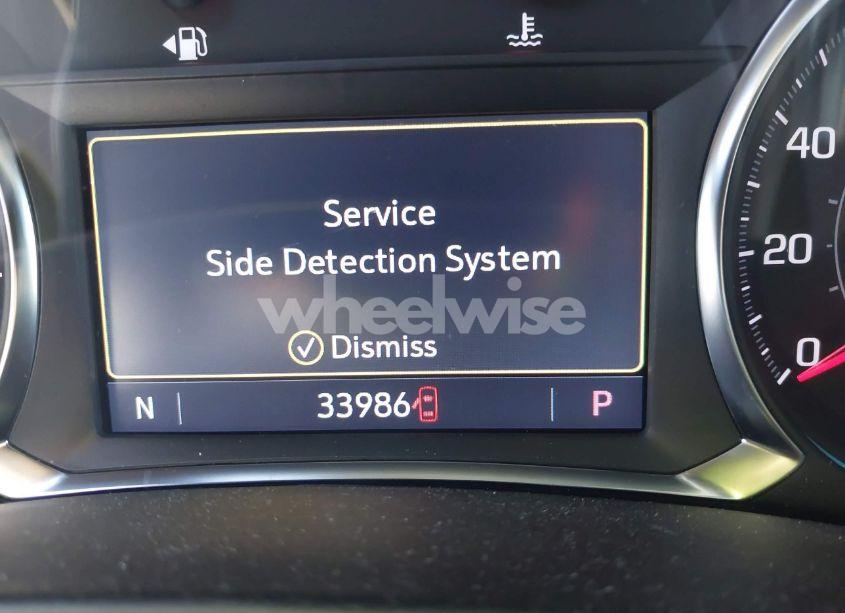 Service
Side Detection System
wheelwise
Dismiss
N 33986 P
40
20
0